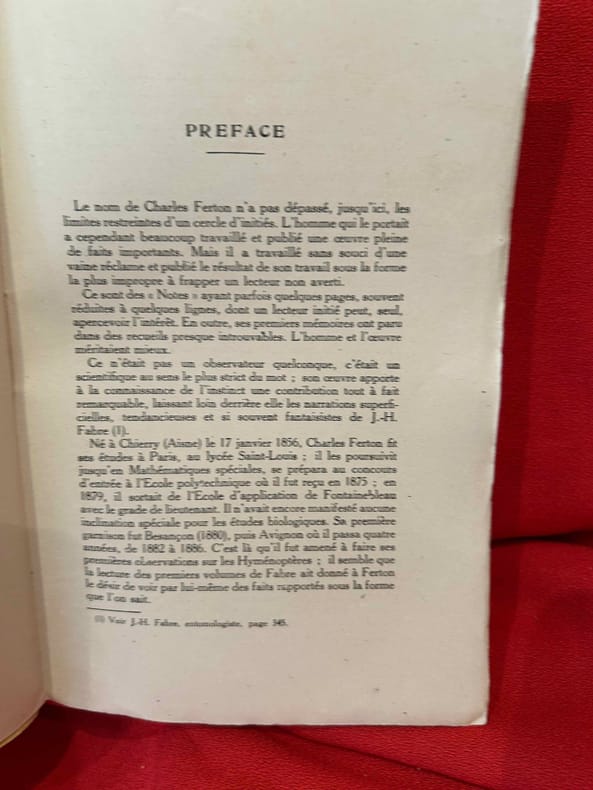 PREFACE
Le nom de Charles Ferton n'a pas dépassé, jusqu'ici, les
limites restreintes d'un cercle d'initiés. L'homme qui le portait
a cependant beaucoup travaillé et publié une œuvre pleine
de faits importants. Mais il a travaillé sans souci d'une
vaine réclame et publié le résultat de son travail sous la forme
la plus impropre à frapper un lecteur non averti.
Ce sont des « Notes » ayant parfois quelques pages, souvent
réduites à quelques lignes, dont un lecteur initié peut, seul,
apercevoir l'intérêt. En outre, ses premiers mémoires ont paru
dans des recueils presque introuvables. L'homme et l'œuvre
méritaient mieux.
Ce n'était pas un observateur quelconque, c'était un
scientifique au sens le plus strict du mot ; son œuvre apporte
à la connaissance de l'instinct une contribution tout à fait
remarquable, laissant loin derrière elle les narrations superfi-
cielles, tendancieuses et si souvent fantaisistes de J.-H.
Fabre (1).
Né à Chierry (Aisne) le 17 janvier 1856, Charles Ferton fit
ses études à Paris, au lycée Saint-Louis ; il les poursuivit
jusqu'en Mathématiques spéciales, se prépara au concours
d'entrée à l'Ecole polytechnique où il fut reçu en 1875 ; en
1879, il sortait de l'Ecole d'application de Fontainebleau
avec le grade de lieutenant. Il n'avait encore manifesté aucune
inclination spéciale pour les études biologiques. Sa première
garnison fut Besançon (1880), puis Avignon où il passa quatre
années, de 1882 à 1886. C'est là qu'il fut amené à faire ses
premières observations sur les Hyménoptères ; il semble que
la lecture des premiers volumes de Fabre ait donné à Ferton
le désir de voir par lui-même des faits rapportés sous la forme
que l'on sait.
(1) Voir J.-H. Fabre, entomologiste, page 345.